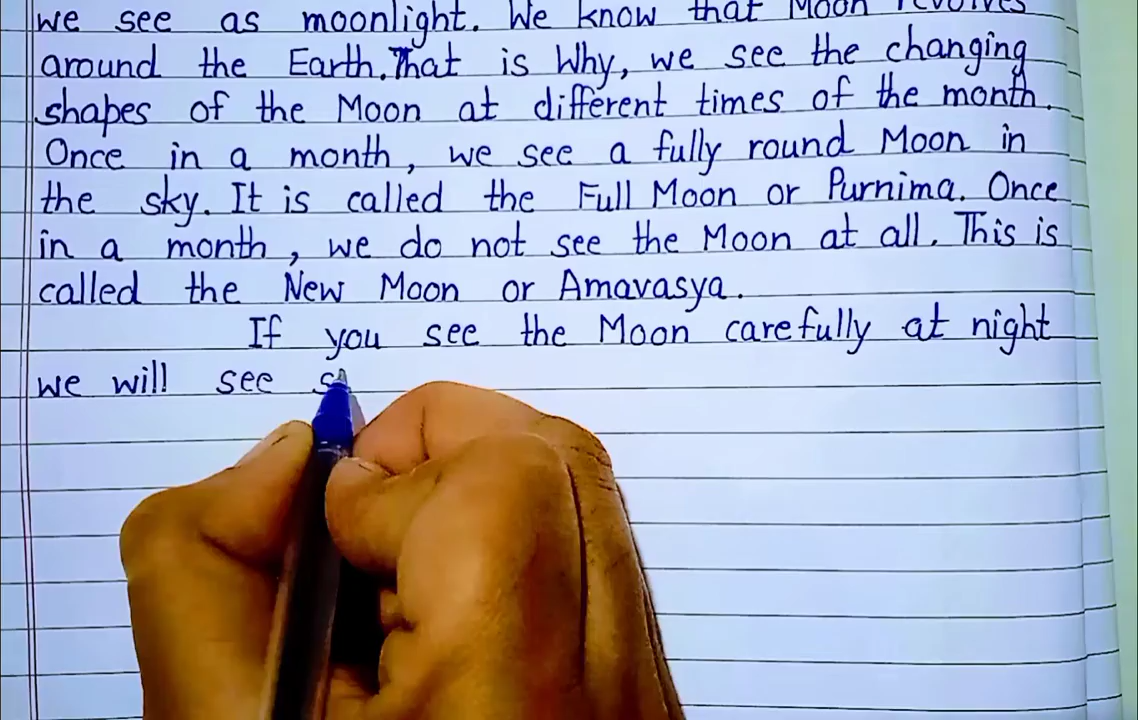 we see as moonlight. We know that Moon revolves
around the Earth. That is Why, we see the changing
shapes of the Moon at different times of the month.
Once in a month, we see a fully round Moon in
the sky. It is called the Full Moon or Purnima. Once
in a month, we do not see the Moon at all. This is
called the New Moon or Amavasya.
If you see the Moon carefully at night
we will see s